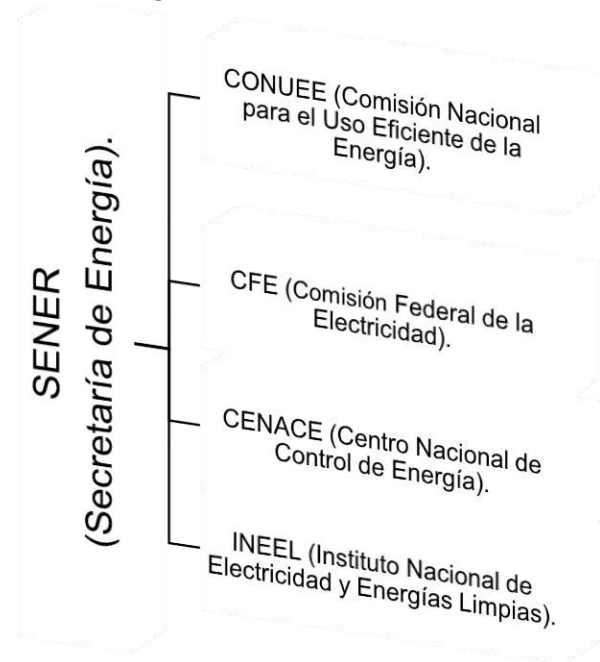 SENER
(Secretaría de Energía).
CONUEE (Comisión Nacional
para el Uso Eficiente de la
Energía).
CFE (Comisión Federal de la
Electricidad).
CENACE (Centro Nacional de
Control de Energía).
INEEL (Instituto Nacional de
Electricidad y Energías Limpias).